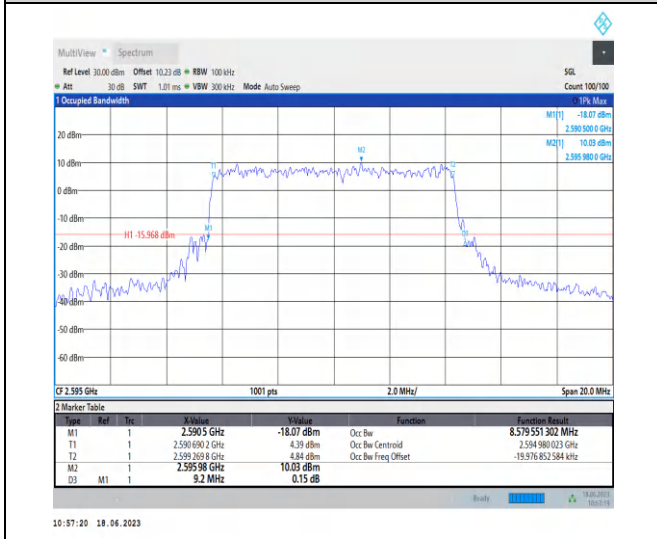 MultiView Spectrum
Ref Level 30.00 dBm Offset 10.23 dB RBW 100 kHz SGL
Att 30 dB SWT 1.01 ms VBW 300 kHz Mode Auto Sweep Count 100/100
1 Occupied Bandwidth 1Pk Max
M1[1] -18.07 dBm
2.590 500 0 GHz
M2[1] 10.03 dBm
2.595 980 0 GHz
20 dBm
M2
10 dBm
T1
T2
0 dBm
-10 dBm
M1
H1 -15.968 dBm
D3
-20 dBm
-30 dBm
-40 dBm
-50 dBm
-60 dBm
CF 2.595 GHz 1001 pts 2.0 MHz/ Span 20.0 MHz
2 Marker Table
Type Ref Trc X-Value Y-Value Function Function Result
M1 1 2.5905 GHz -18.07 dBm Occ Bw 8.579 551 302 MHz
T1 1 2.590 690 2 GHz 4.39 dBm Occ Bw Centroid 2.594 980 023 GHz
T2 1 2.599 269 8 GHz 4.84 dBm Occ Bw Freq Offset -19.976 852 584 kHz
M2 1 2.595 98 GHz 10.03 dBm
D3 M1 1 9.2 MHz 0.15 dB
Ready 18.06.2023
10:57:20 18.06.2023